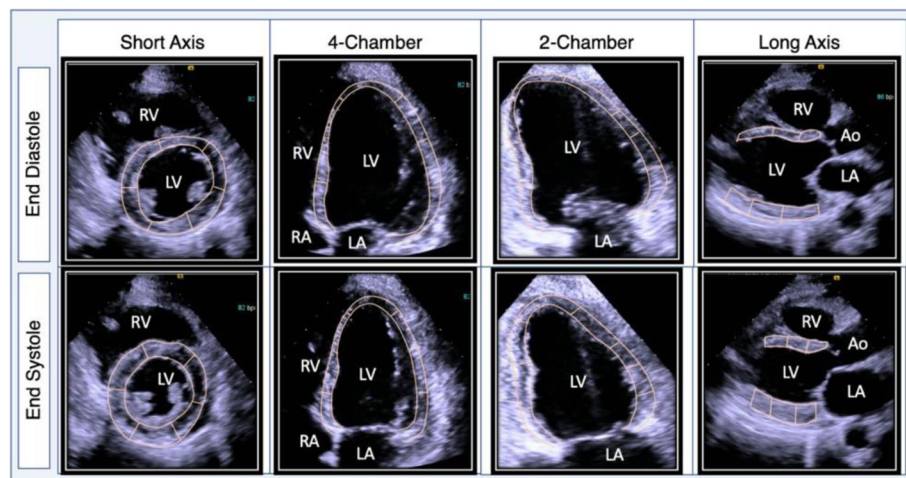 Short Axis
4-Chamber
2-Chamber
Long Axis
End Diastole
RV
LV
RV
LV
RA
LA
LV
LA
RV
Ao
LV
LA
End Systole
RV
LV
RV
LV
RA
LA
LV
LA
RV
Ao
LV
LA